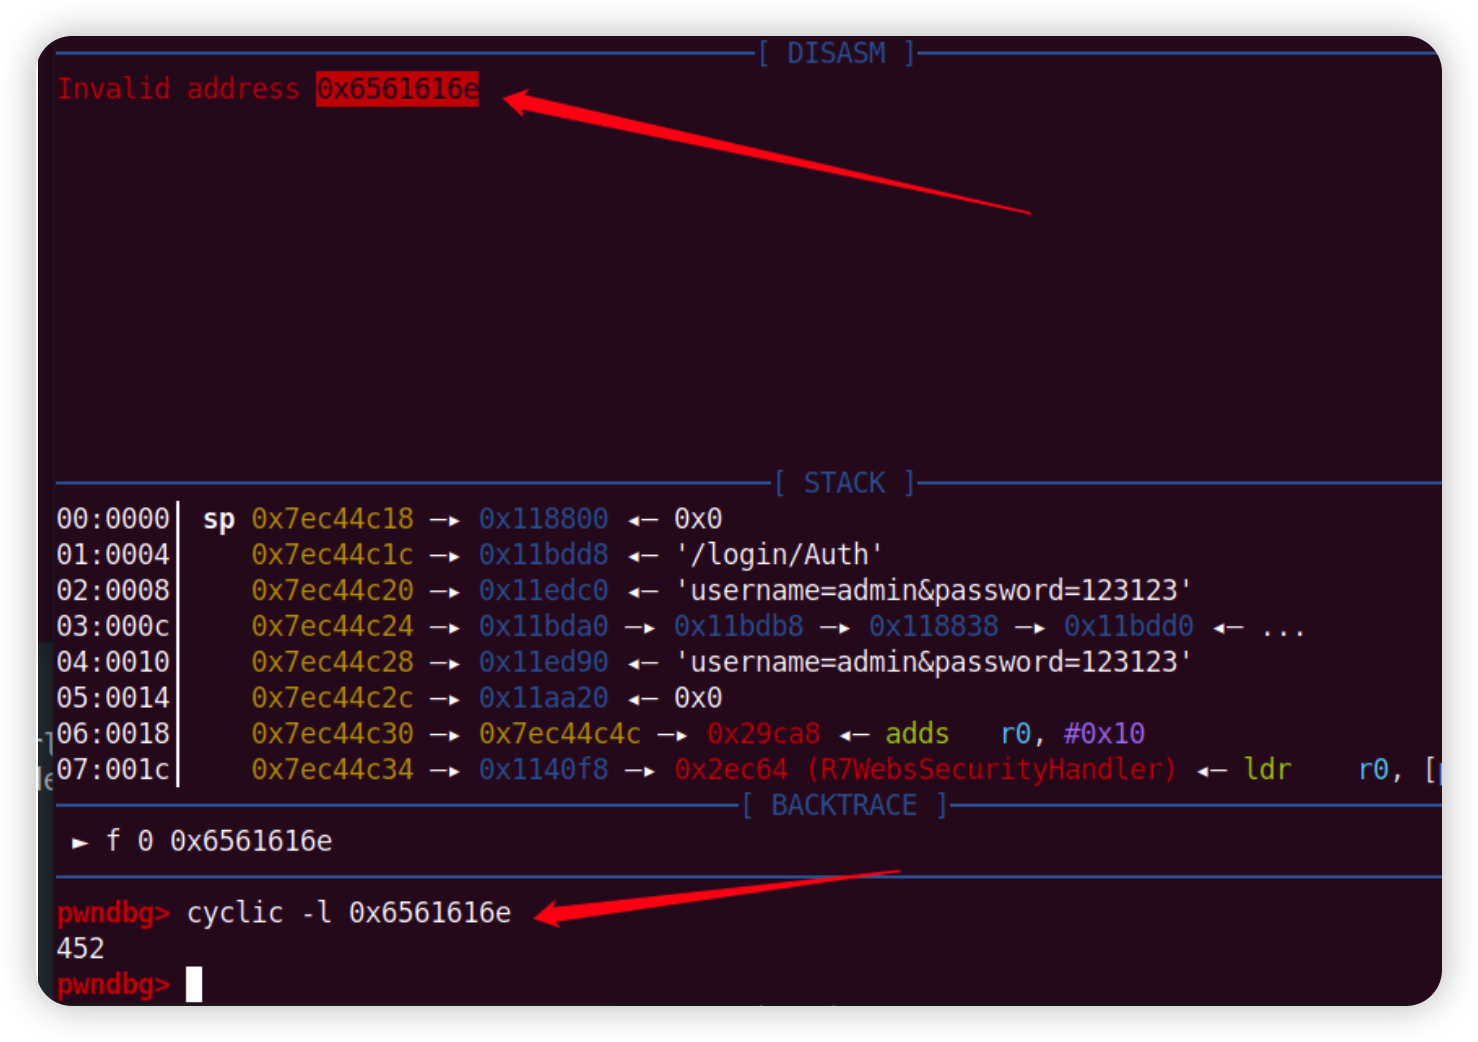 [ DISASM ]
Invalid address 0x6561616e
[ STACK ]
00:0000│ sp 0x7ec44c18 —▸ 0x118800 ◂— 0x0
01:0004│ 0x7ec44c1c —▸ 0x11bdd8 ◂— '/login/Auth'
02:0008│ 0x7ec44c20 —▸ 0x11edc0 ◂— 'username=admin&password=123123'
03:000c│ 0x7ec44c24 —▸ 0x11bda0 —▸ 0x11bdb8 —▸ 0x118838 —▸ 0x11bdd0 ◂— ...
04:0010│ 0x7ec44c28 —▸ 0x11ed90 ◂— 'username=admin&password=123123'
05:0014│ 0x7ec44c2c —▸ 0x11aa20 ◂— 0x0
06:0018│ 0x7ec44c30 —▸ 0x7ec44c4c —▸ 0x29ca8 ◂— adds r0, #0x10
07:001c│ 0x7ec44c34 —▸ 0x1140f8 —▸ 0x2ec64 (R7WebsSecurityHandler) ◂— ldr r0, [
[ BACKTRACE ]
► f 0 0x6561616e
pwndbg> cyclic -l 0x6561616e
452
pwndbg>